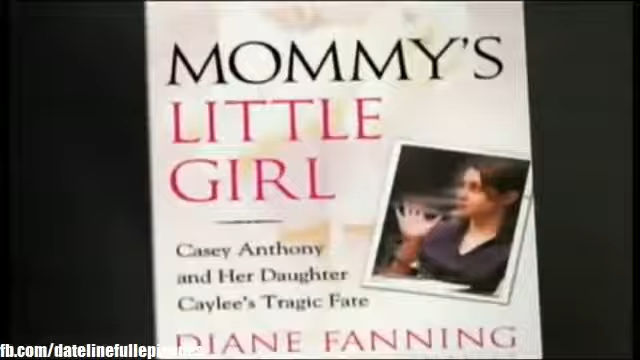 MOMMY'S
LITTLE
GIRL
Casey Anthony
and Her Daughter
Caylee's Tragic Fate
DIANE FANNING